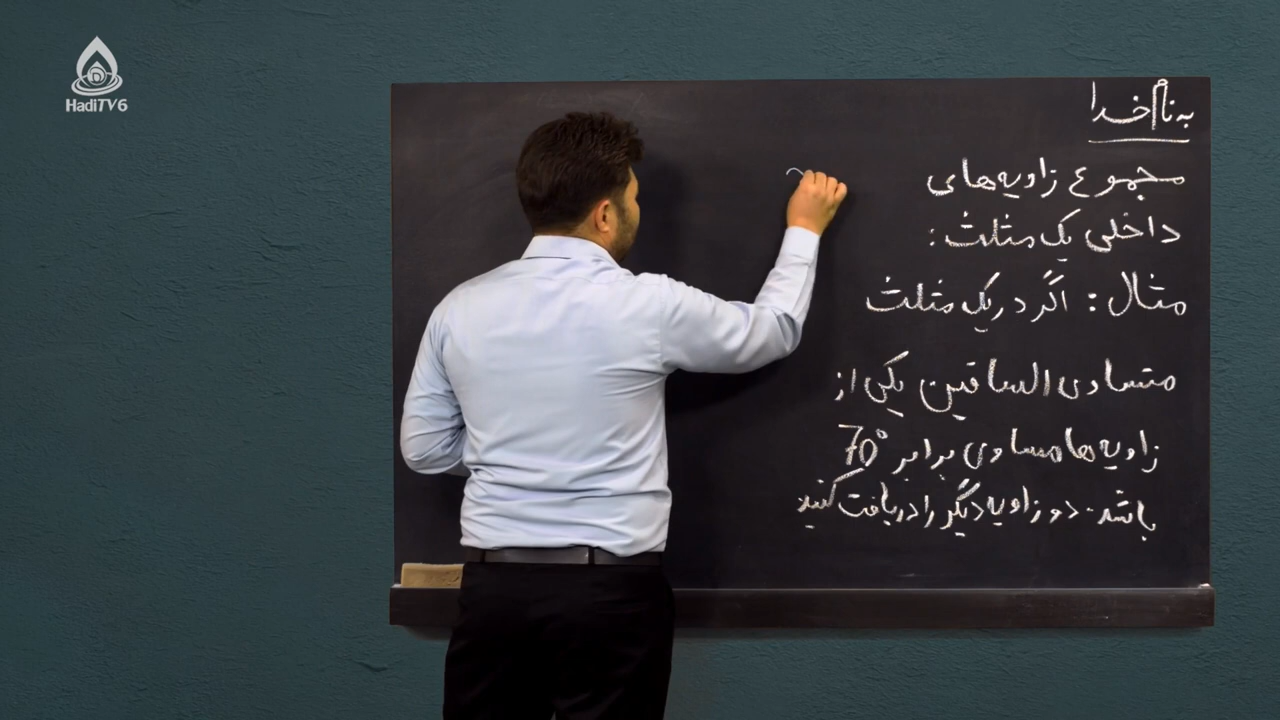 HadiTV6
به نام خدا
مجموع زاویه‌های
داخلی یک مثلث :
مثال : اگر در یک مثلث
متساوی الساقین یکی از
زاویه ها مساوی برابر 70°
باشد . دو زاویه دیگر را دریافت کنید